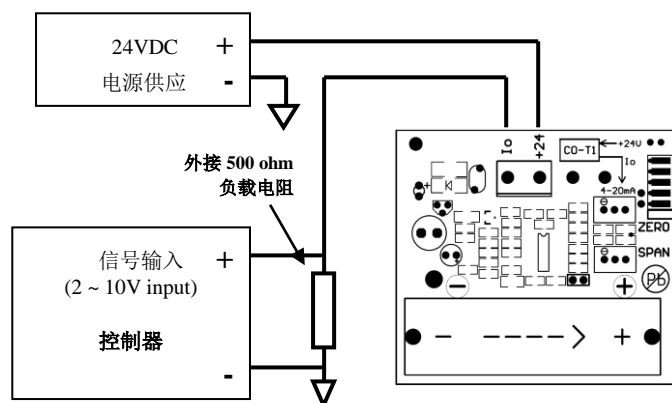 24VDC +
电源供应 -
外接 500 ohm
负载电阻
信号输入 +
(2 ~ 10V input)
控制器
-
Io
+24
CO-T1
+24V
Io
4-20mA
ZERO
SPAN
Pb
- +
- ----> +